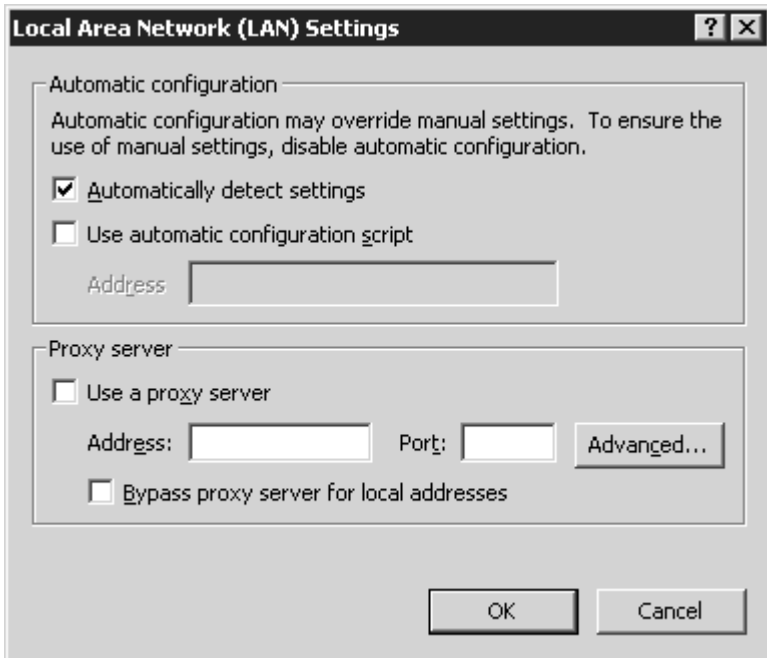 Local Area Network (LAN) Settings
Automatic configuration
Automatic configuration may override manual settings. To ensure the
use of manual settings, disable automatic configuration.
Automatically detect settings
Use automatic configuration script
Address
Proxy server
Use a proxy server
Address: Port: Advanced...
Bypass proxy server for local addresses
OK Cancel